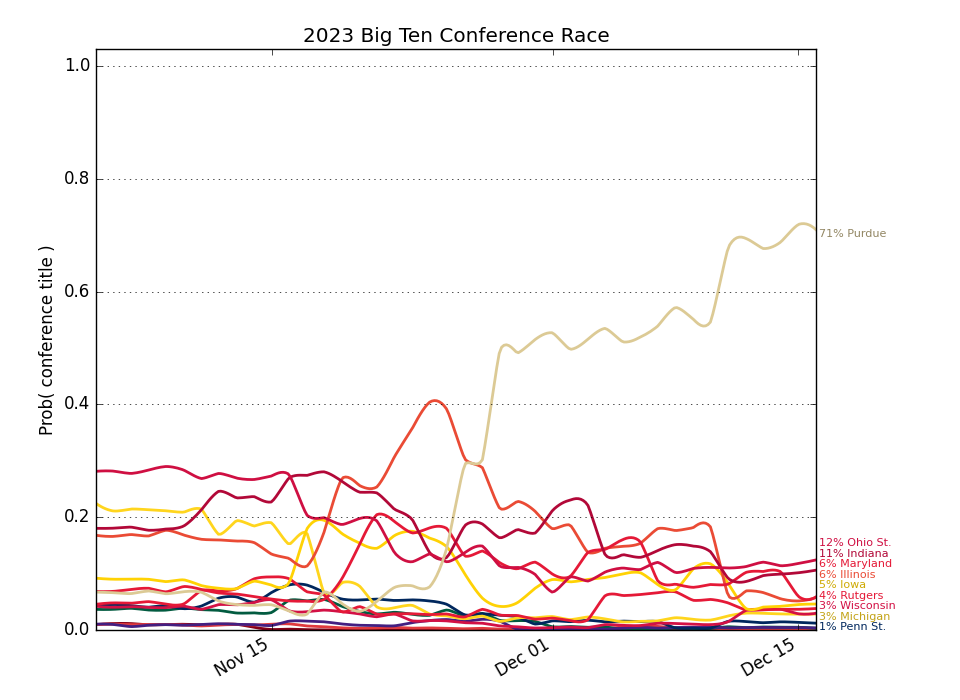 2023 Big Ten Conference Race
Prob( conference title )
1.0
0.8
0.6
0.4
0.2
0.0
Nov 15
Dec 01
Dec 15
71% Purdue
12% Ohio St.
11% Indiana
6% Maryland
6% Illinois
5% Iowa
4% Rutgers
3% Wisconsin
3% Michigan
1% Penn St.